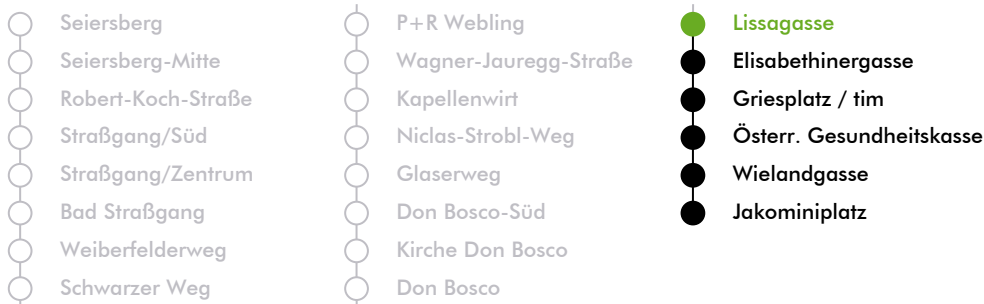 Seiersberg
Seiersberg-Mitte
Robert-Koch-Straße
Straßgang/Süd
Straßgang/Zentrum
Bad Straßgang
Weiberfelderweg
Schwarzer Weg
P+R Webling
Wagner-Jauregg-Straße
Kapellenwirt
Niclas-Strobl-Weg
Glaserweg
Don Bosco-Süd
Kirche Don Bosco
Don Bosco
Lissagasse
Elisabethinergasse
Griesplatz / tim
Österr. Gesundheitskasse
Wielandgasse
Jakominiplatz